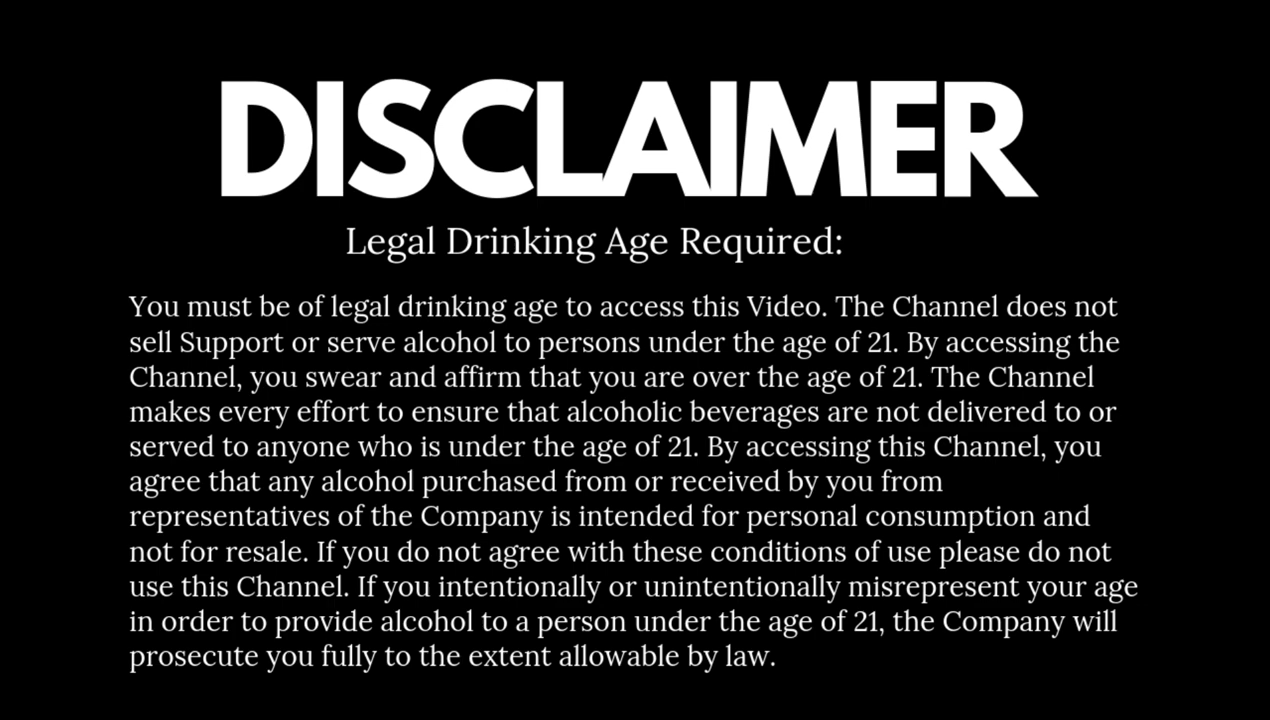 DISCLAIMER
Legal Drinking Age Required:
You must be of legal drinking age to access this Video. The Channel does not
sell Support or serve alcohol to persons under the age of 21. By accessing the
Channel, you swear and affirm that you are over the age of 21. The Channel
makes every effort to ensure that alcoholic beverages are not delivered to or
served to anyone who is under the age of 21. By accessing this Channel, you
agree that any alcohol purchased from or received by you from
representatives of the Company is intended for personal consumption and
not for resale. If you do not agree with these conditions of use please do not
use this Channel. If you intentionally or unintentionally misrepresent your age
in order to provide alcohol to a person under the age of 21, the Company will
prosecute you fully to the extent allowable by law.